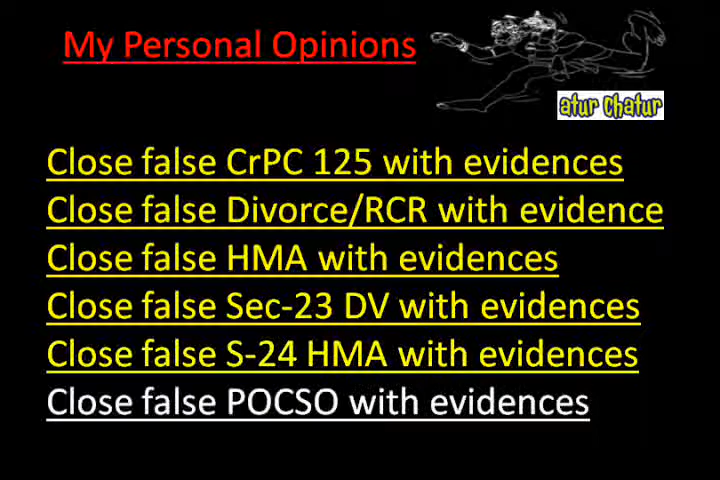 My Personal Opinions
atur chatur
Close false CrPC 125 with evidences
Close false Divorce/RCR with evidence
Close false HMA with evidences
Close false Sec-23 DV with evidences
Close false S-24 HMA with evidences
Close false POCSO with evidences